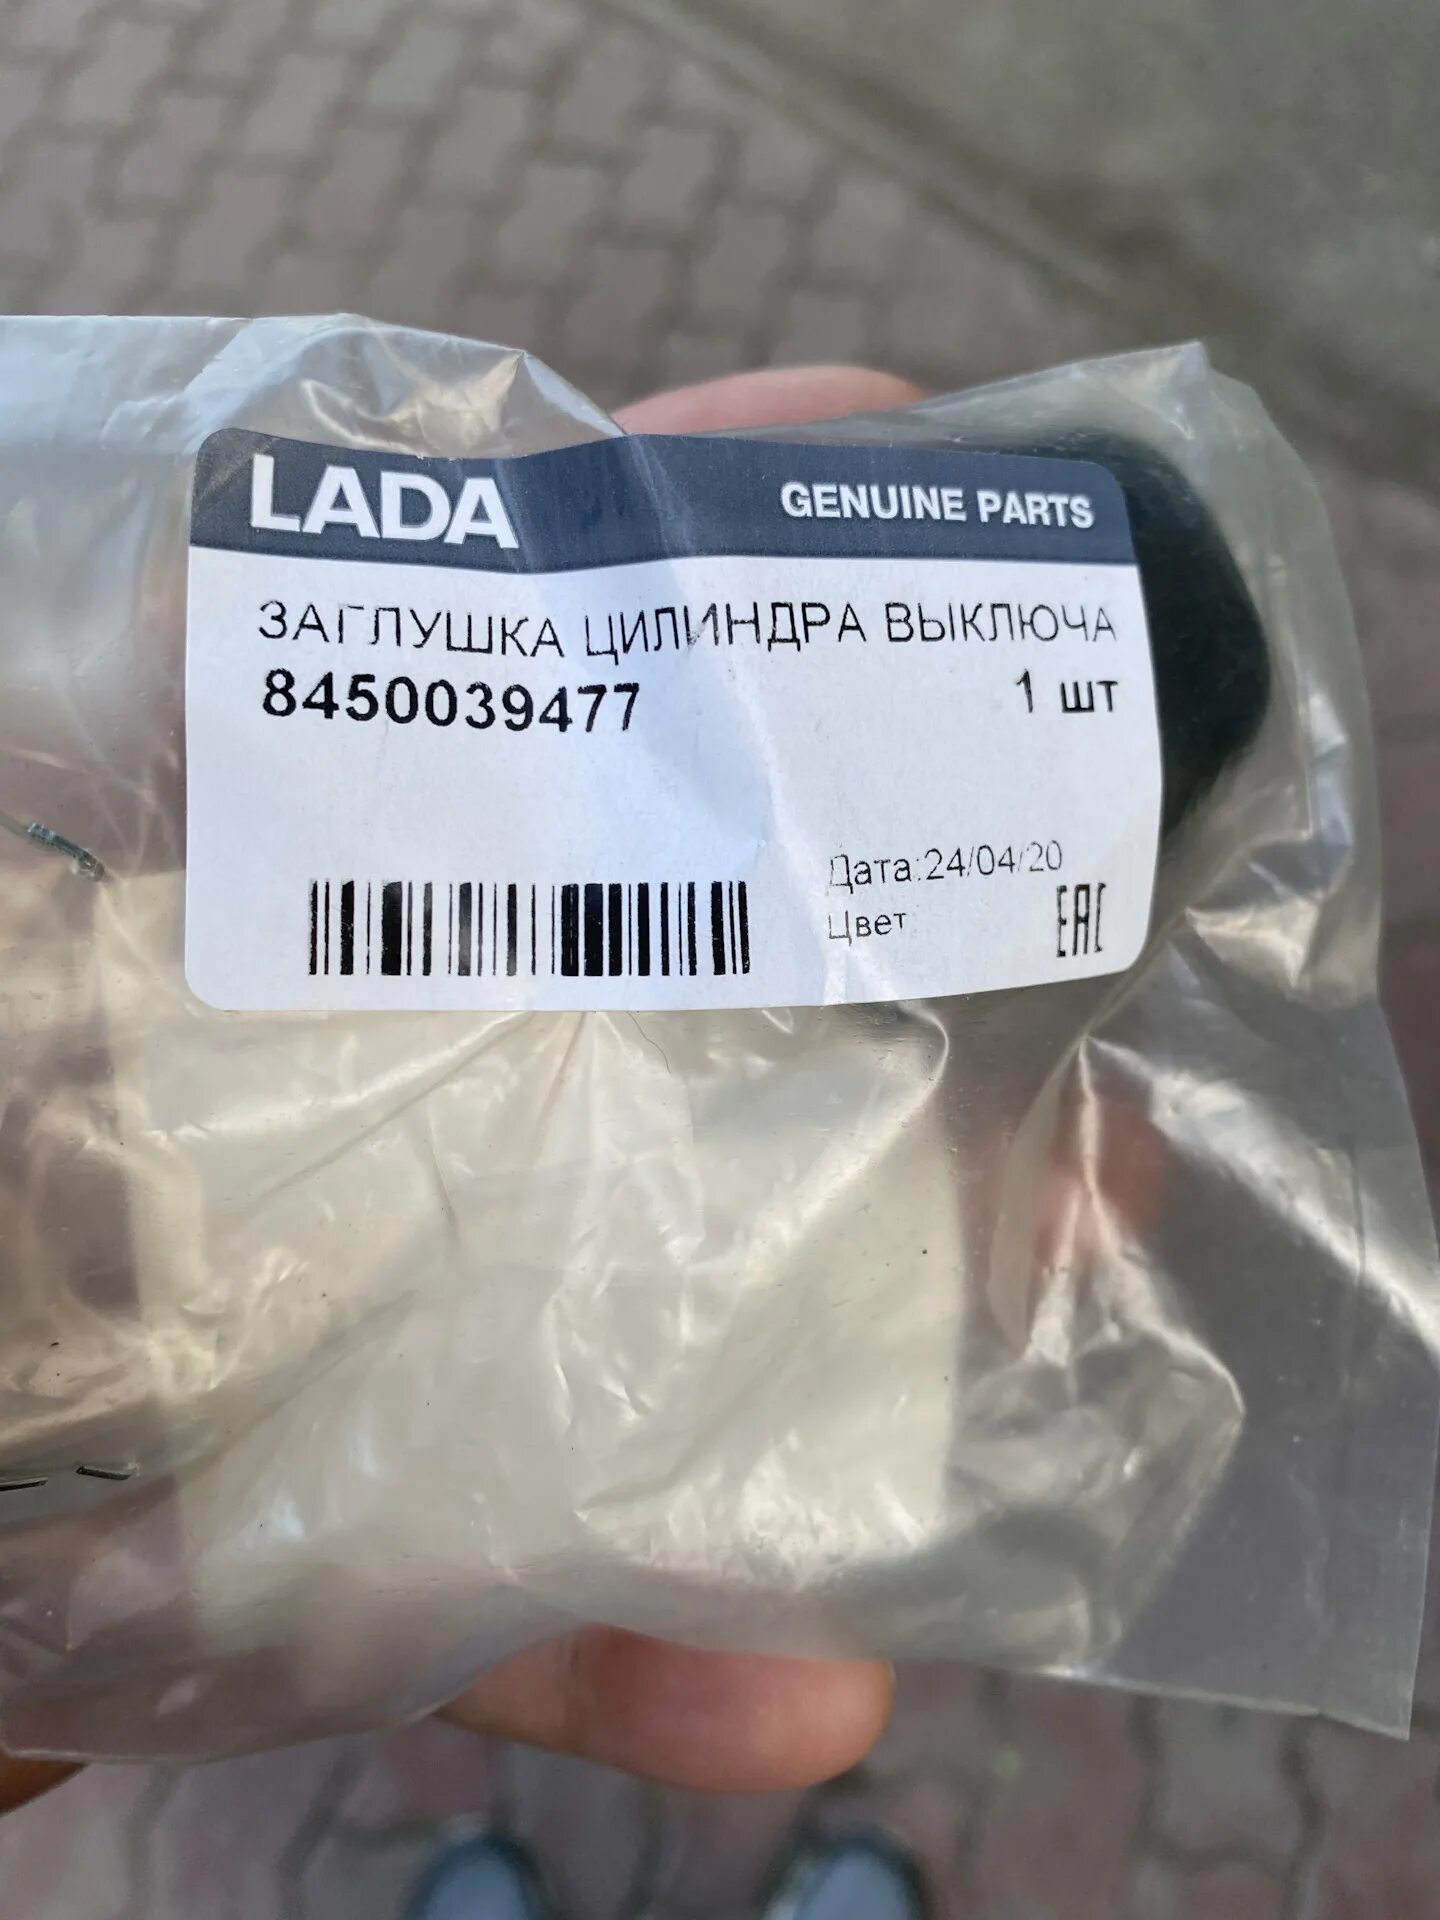 LADA GENUINE PARTS
ЗАГЛУШКА ЦИЛИНДРА ВЫКЛЮЧА
8450039477 1 шт
Дата:24/04/20
Цвет
EAC